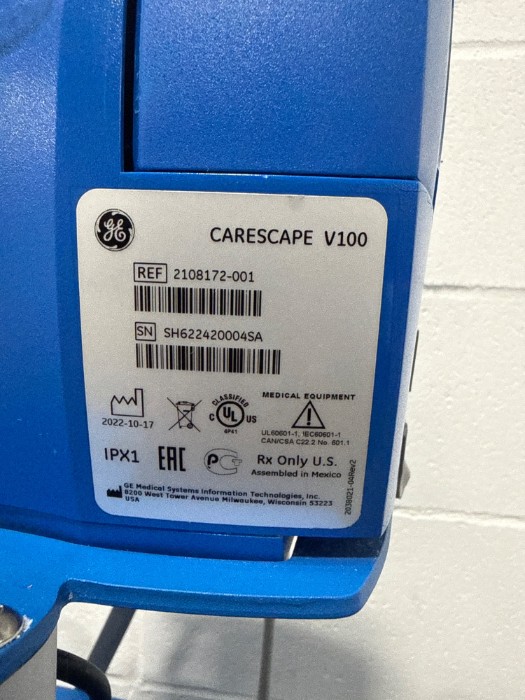 GE
CARESCAPE V100
REF 2108172-001
SN SH622420004SA
2022-10-17
C CLASSIFIED UL US
6P41
MEDICAL EQUIPMENT
UL60601-1, IEC60601-1
CAN/CSA C22.2 No. 601.1
IPX1 EAC PC Rx Only U.S.
Assembled in Mexico
GE Medical Systems Information Technologies, Inc.
8200 West Tower Avenue Milwaukee, Wisconsin 53223
USA